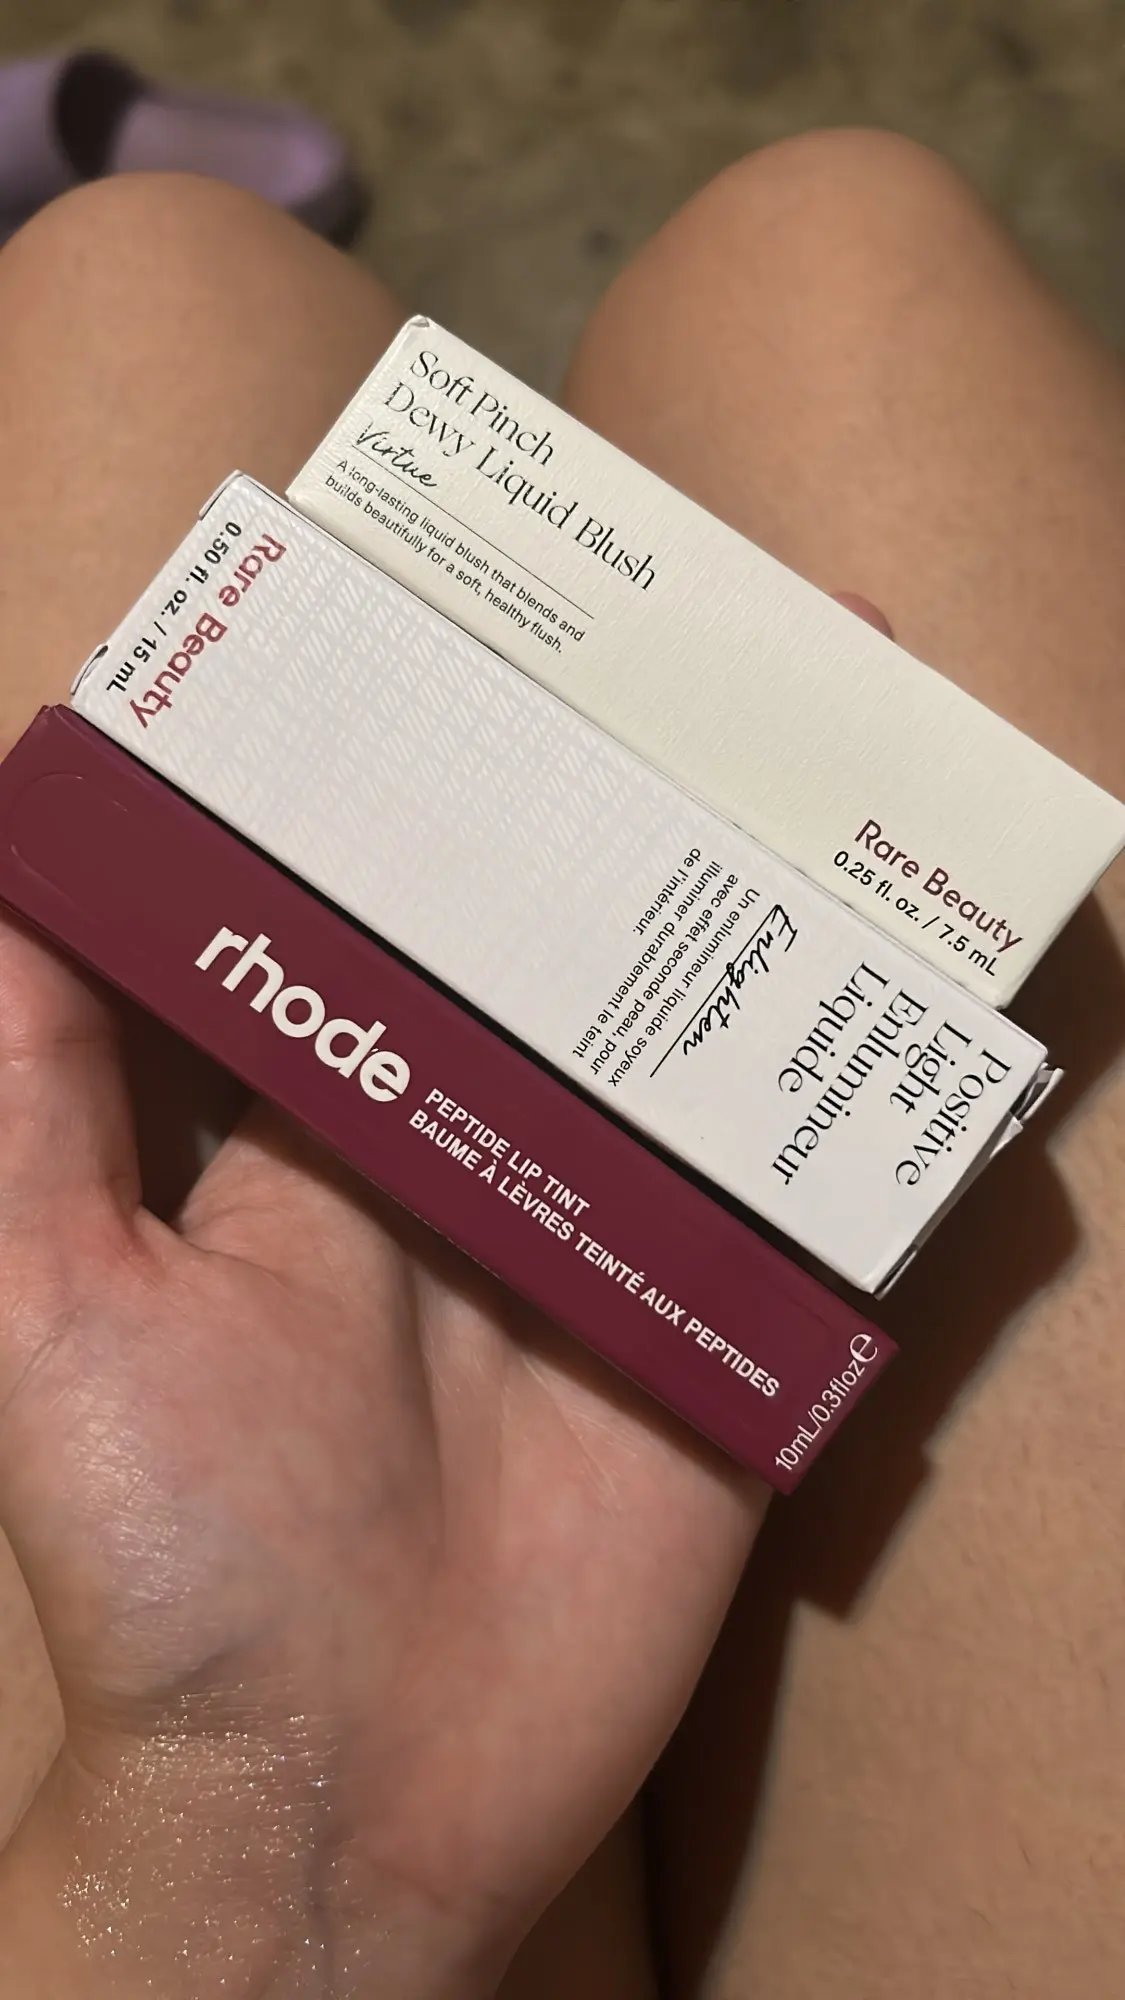 Soft Pinch
Dewy Liquid Blush
Virtue
A long-lasting liquid blush that blends and
builds beautifully for a soft, healthy flush.
Rare Beauty
0.25 fl. oz. / 7.5 mL
Rare Beauty
0.50 fl. oz. / 15 mL
Positive
Light
Enlumineur
Liquide
Enlighten
Un enlumineur liquide soyeux
avec effet seconde peau, pour
illuminer durablement le teint
de l'intérieur.
rhode
PEPTIDE LIP TINT
BAUME À LÈVRES TEINTÉ AUX PEPTIDES
10mL/0.3floz℮